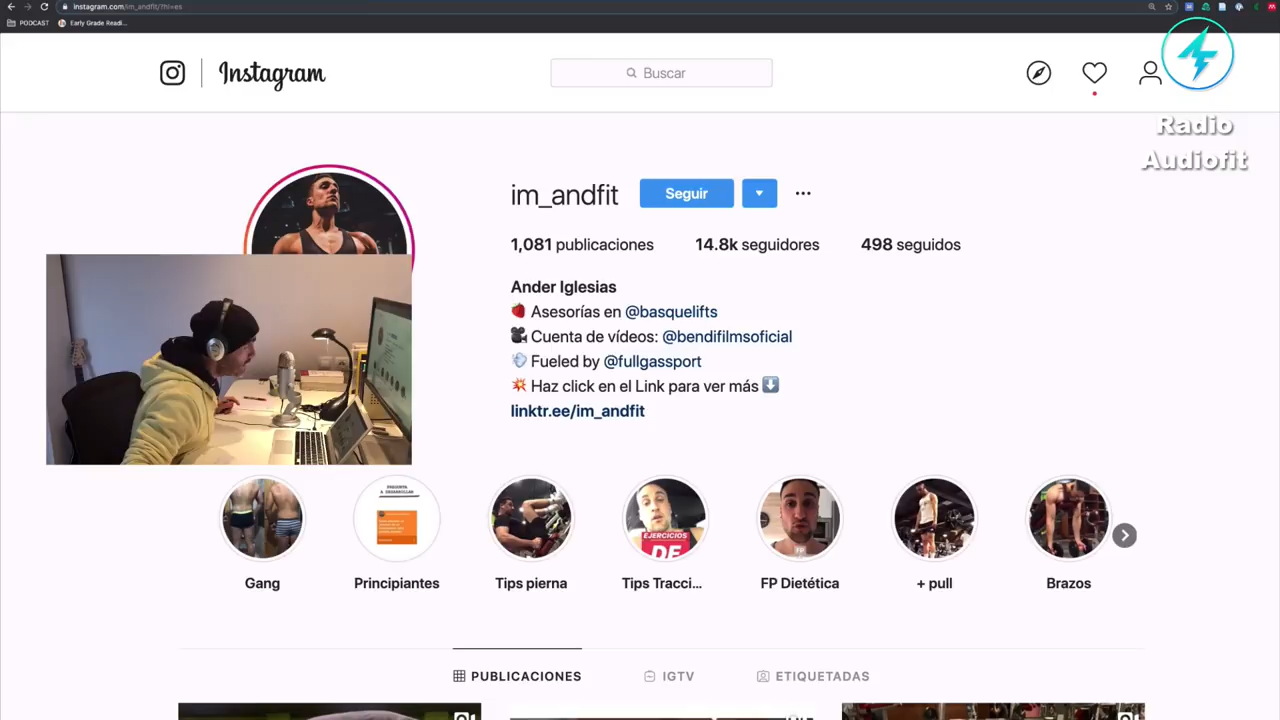 instagram.com/im_andfit/?hl=es
PODCAST
Early Grade Readi...
Instagram
Buscar
Radio
Audiofit
im_andfit
Seguir
1,081 publicaciones
14.8k seguidores
498 seguidos
Ander Iglesias
Asesorías en @basquelifts
Cuenta de vídeos: @bendifilmsoficial
Fueled by @fullgassport
Haz click en el Link para ver más
linktr.ee/im_andfit
PREGUNTA
A DESARROLLAR
EJERCICIOS
DE
Gang
Principiantes
Tips pierna
Tips Tracci...
FP Dietética
+ pull
Brazos
PUBLICACIONES
IGTV
ETIQUETADAS